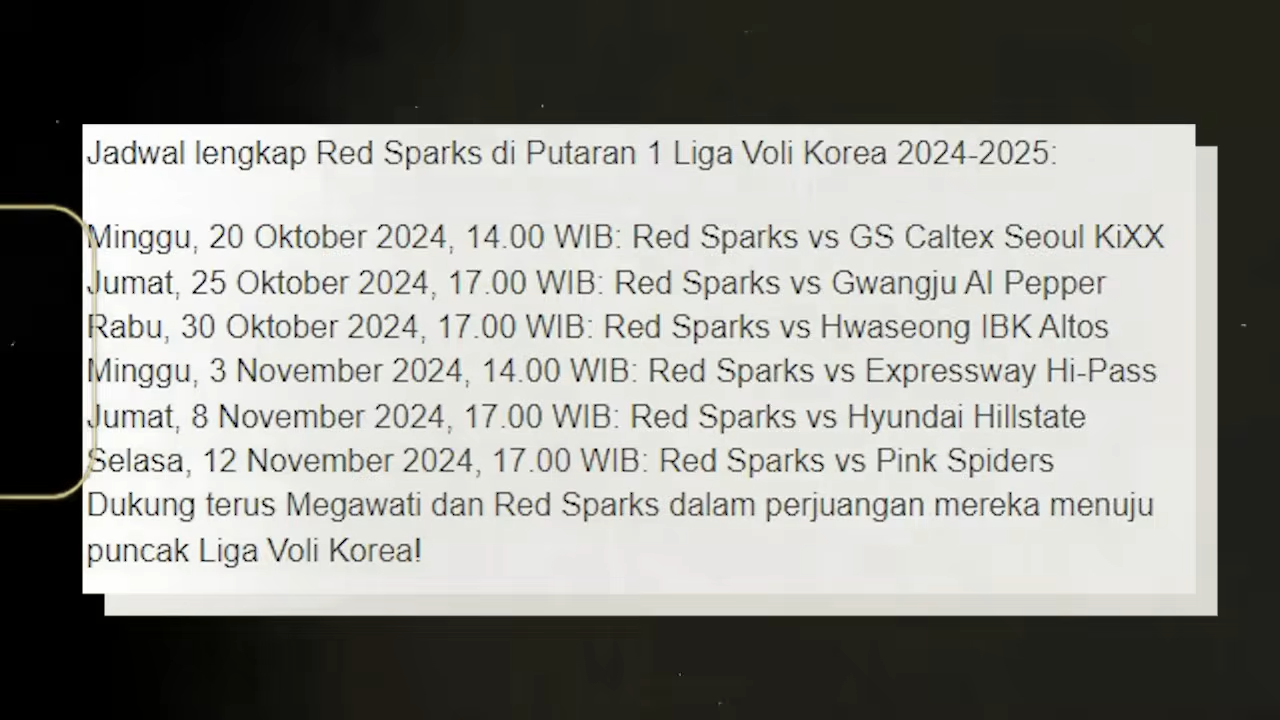 Jadwal lengkap Red Sparks di Putaran 1 Liga Voli Korea 2024-2025:
Minggu, 20 Oktober 2024, 14.00 WIB: Red Sparks vs GS Caltex Seoul KiXX
Jumat, 25 Oktober 2024, 17.00 WIB: Red Sparks vs Gwangju AI Pepper
Rabu, 30 Oktober 2024, 17.00 WIB: Red Sparks vs Hwaseong IBK Altos
Minggu, 3 November 2024, 14.00 WIB: Red Sparks vs Expressway Hi-Pass
Jumat, 8 November 2024, 17.00 WIB: Red Sparks vs Hyundai Hillstate
Selasa, 12 November 2024, 17.00 WIB: Red Sparks vs Pink Spiders
Dukung terus Megawati dan Red Sparks dalam perjuangan mereka menuju
puncak Liga Voli Korea!